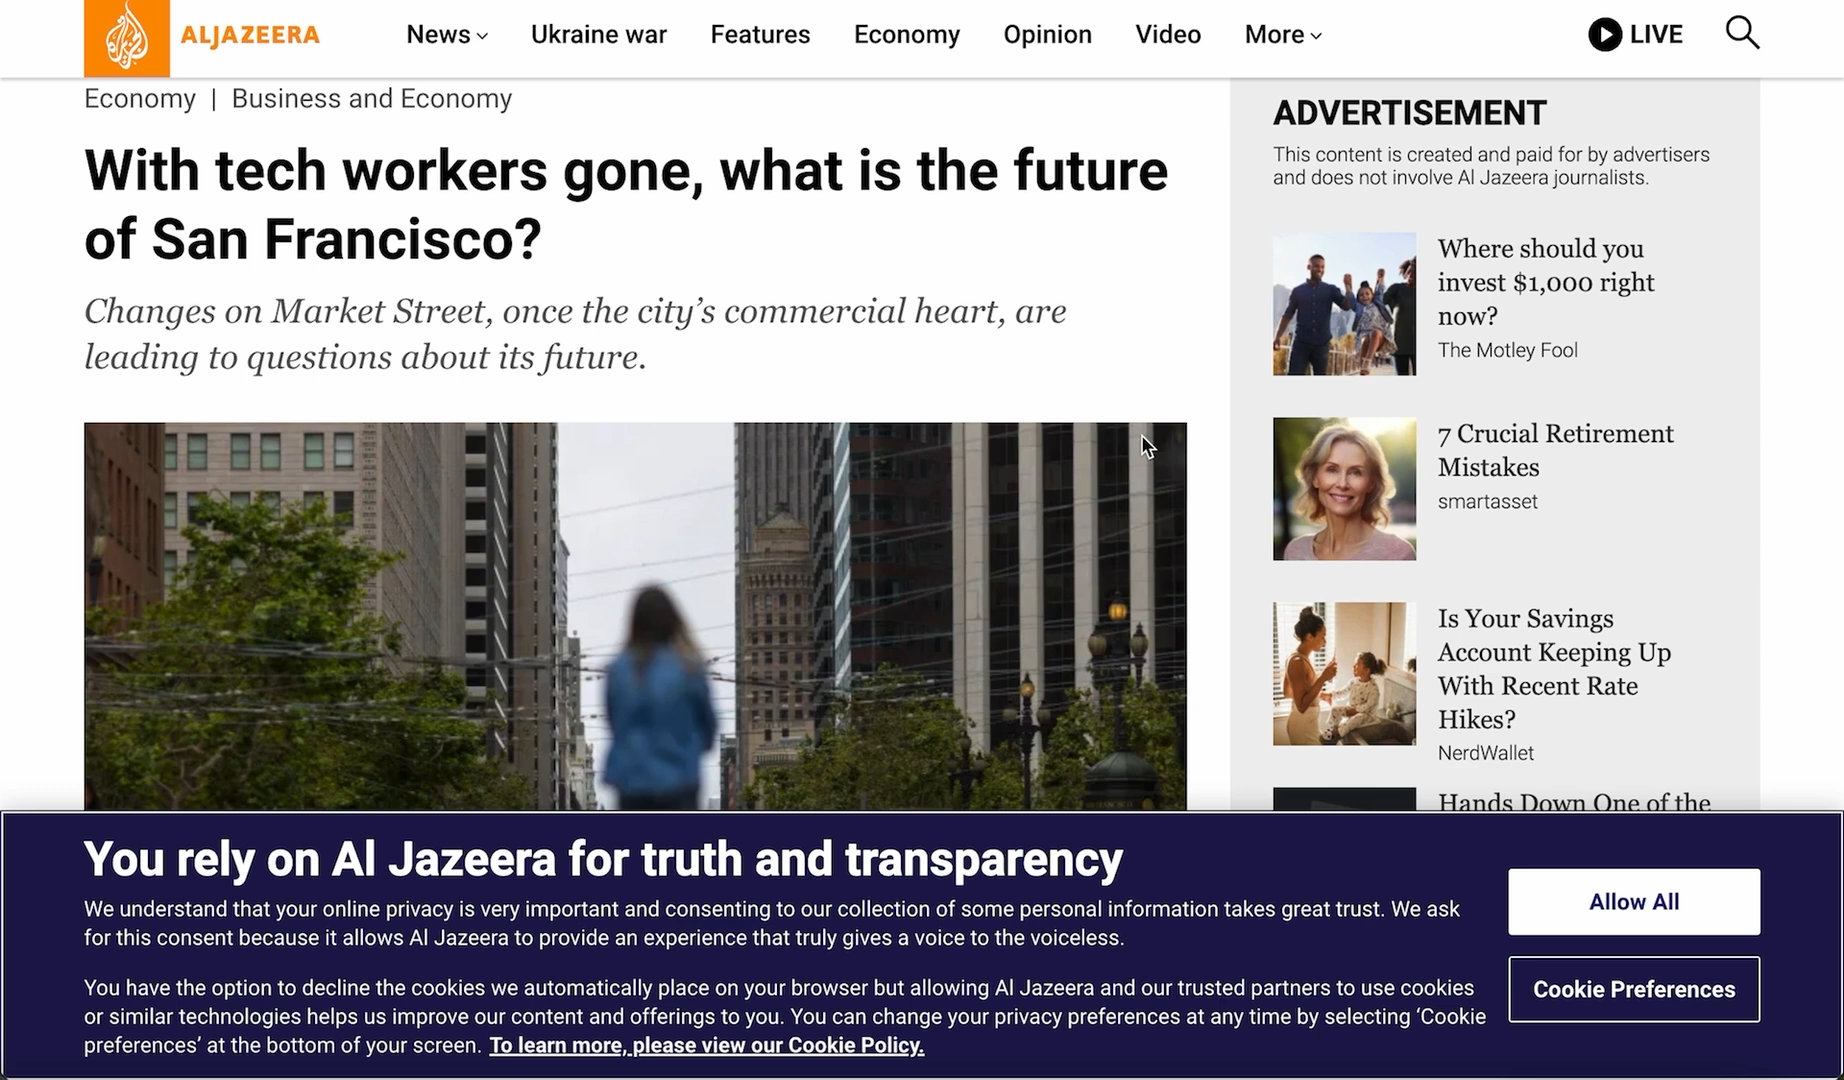 ALJAZEERA
News
Ukraine war
Features
Economy
Opinion
Video
More
LIVE
Economy | Business and Economy
With tech workers gone, what is the future
of San Francisco?
Changes on Market Street, once the city’s commercial heart, are
leading to questions about its future.
ADVERTISEMENT
This content is created and paid for by advertisers
and does not involve Al Jazeera journalists.
Where should you
invest $1,000 right
now?
The Motley Fool
7 Crucial Retirement
Mistakes
smartasset
Is Your Savings
Account Keeping Up
With Recent Rate
Hikes?
NerdWallet
Hands Down One of the
You rely on Al Jazeera for truth and transparency
We understand that your online privacy is very important and consenting to our collection of some personal information takes great trust. We ask
for this consent because it allows Al Jazeera to provide an experience that truly gives a voice to the voiceless.
You have the option to decline the cookies we automatically place on your browser but allowing Al Jazeera and our trusted partners to use cookies
or similar technologies helps us improve our content and offerings to you. You can change your privacy preferences at any time by selecting ‘Cookie
preferences’ at the bottom of your screen. To learn more, please view our Cookie Policy.
Allow All
Cookie Preferences